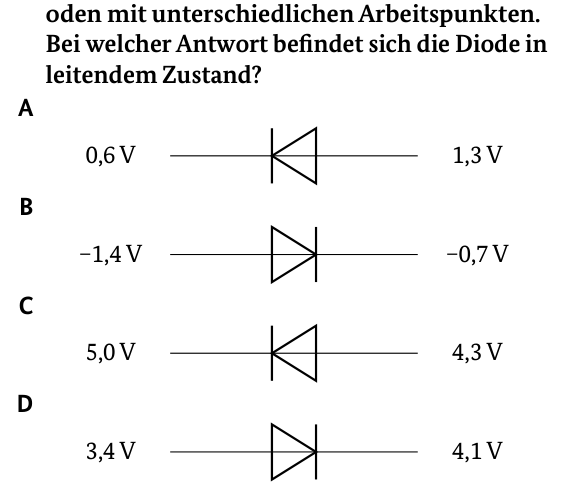 oden mit unterschiedlichen Arbeitspunkten.
Bei welcher Antwort befindet sich die Diode in
leitendem Zustand?
A
0,6 V 1,3 V
B
−1,4 V −0,7 V
C
5,0 V 4,3 V
D
3,4 V 4,1 V